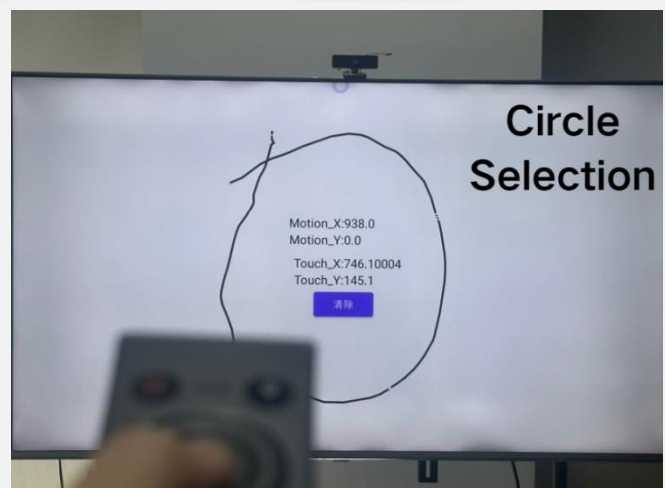 Circle
Selection
Motion_X:938.0
Motion_Y:0.0
Touch_X:746.10004
Touch_Y:145.1
清除